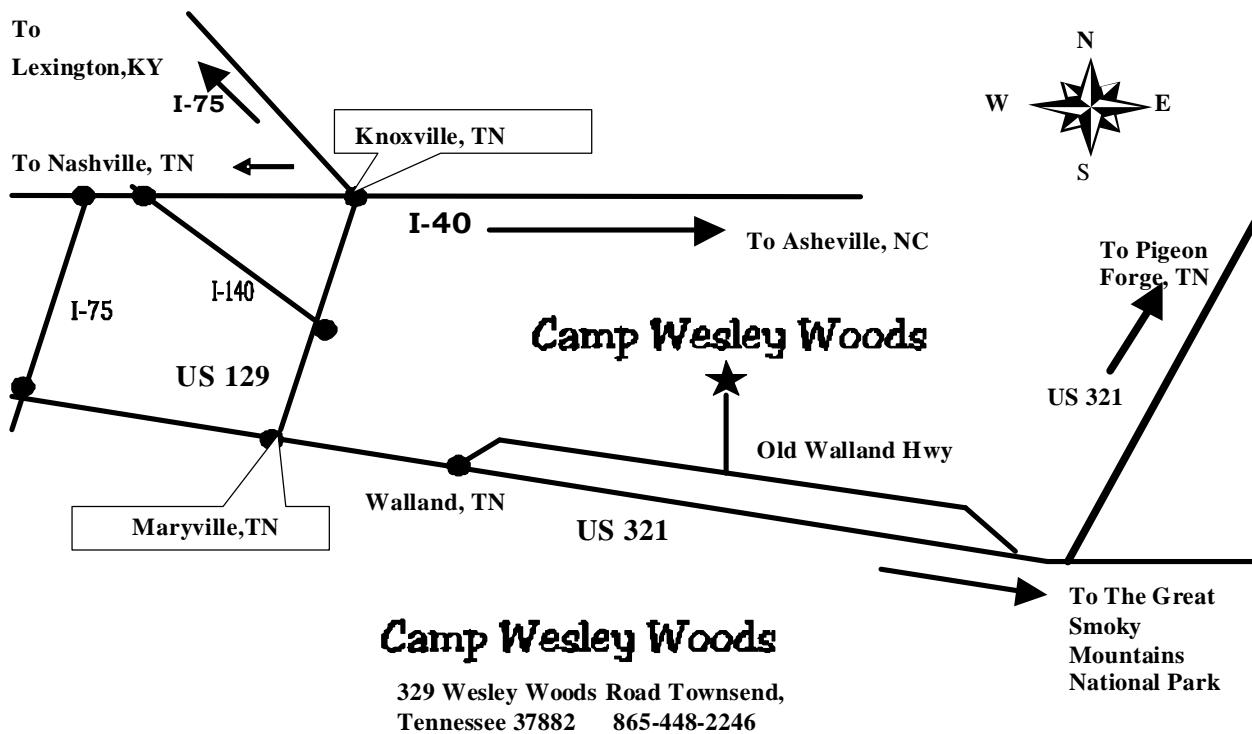 To
Lexington,KY
I-75
Knoxville, TN
To Nashville, TN
I-40
To Asheville, NC
N
W
E
S
To Pigeon
Forge, TN
US 321
I-75
I-140
US 129
Camp Wesley Woods
Old Walland Hwy
Walland, TN
Maryville,TN
US 321
To The Great
Smoky
Mountains
National Park
Camp Wesley Woods
329 Wesley Woods Road Townsend,
Tennessee 37882 865-448-2246